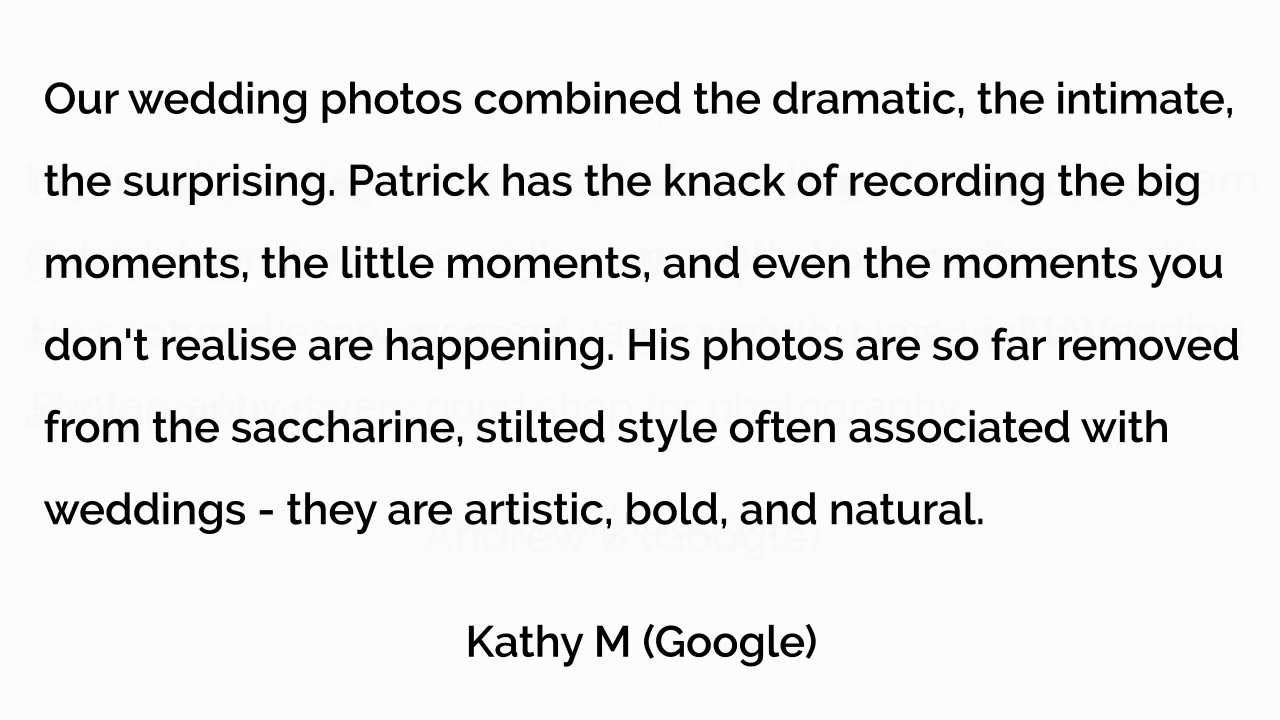 Our wedding photos combined the dramatic, the intimate,
the surprising. Patrick has the knack of recording the big
moments, the little moments, and even the moments you
don't realise are happening. His photos are so far removed
from the saccharine, stilted style often associated with
weddings - they are artistic, bold, and natural.
Kathy M (Google)